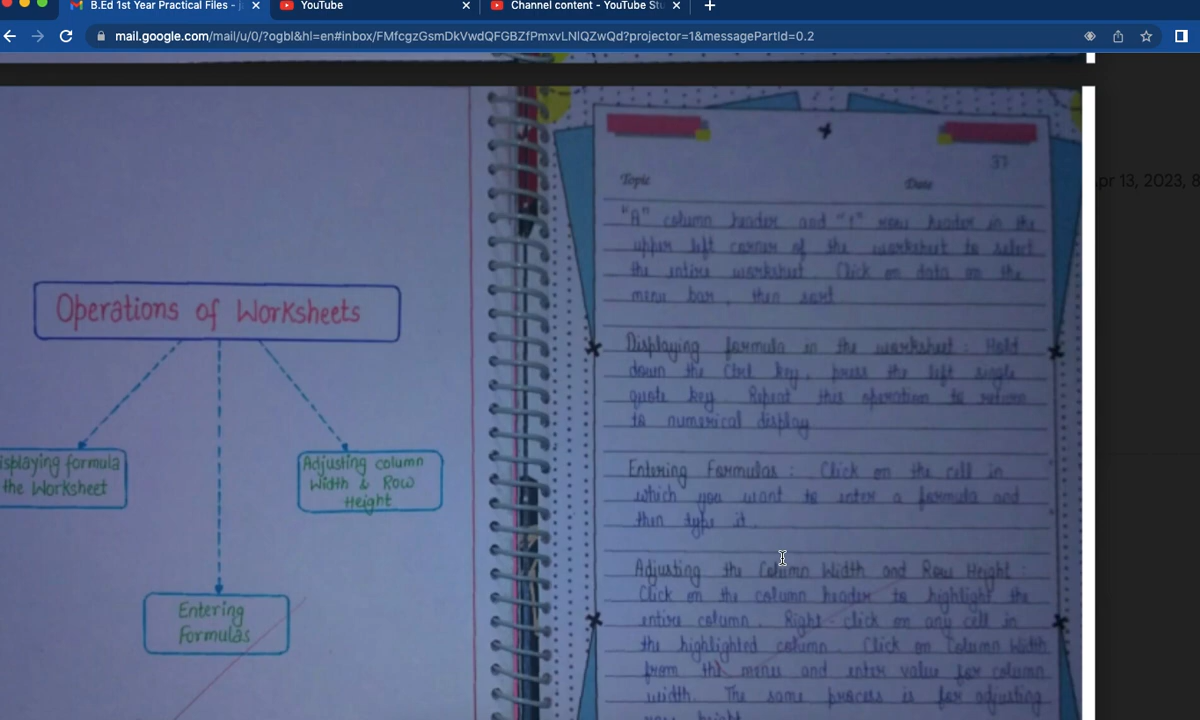 B.Ed 1st Year Practical Files -
YouTube
Channel content - YouTube Stu
mail.google.com/mail/u/0/?ogbl&hl=en#inbox/FMfcgzGsmDkVwdQFGBZfPmxvLNlQZwQd?projector=1&messagePartId=0.2
pr 13, 2023, 8
Operations of Worksheets
isplaying formula
the Worksheet
Adjusting column
Width & Row
Height
Entering
Formulas
37
Topic
Date
"A" column header and "1" row header in the
upper left corner of the worksheet to select
the entire worksheet. Click on data on the
menu bar, then sort
Displaying formula in the worksheet : Hold
down the Ctrl key, press the left single
quote key Repeat this operation to return
to numerical display
Entering Formulas : Click on the cell in
which you want to enter a formula and
then type it.
Adjusting the Column Width and Row Height :
Click on the column header to highlight the
entire column. Right-click on any cell in
the highlighted column. Click on Column Width
from the menu and enter value for column
width. The same process is for adjusting
row height